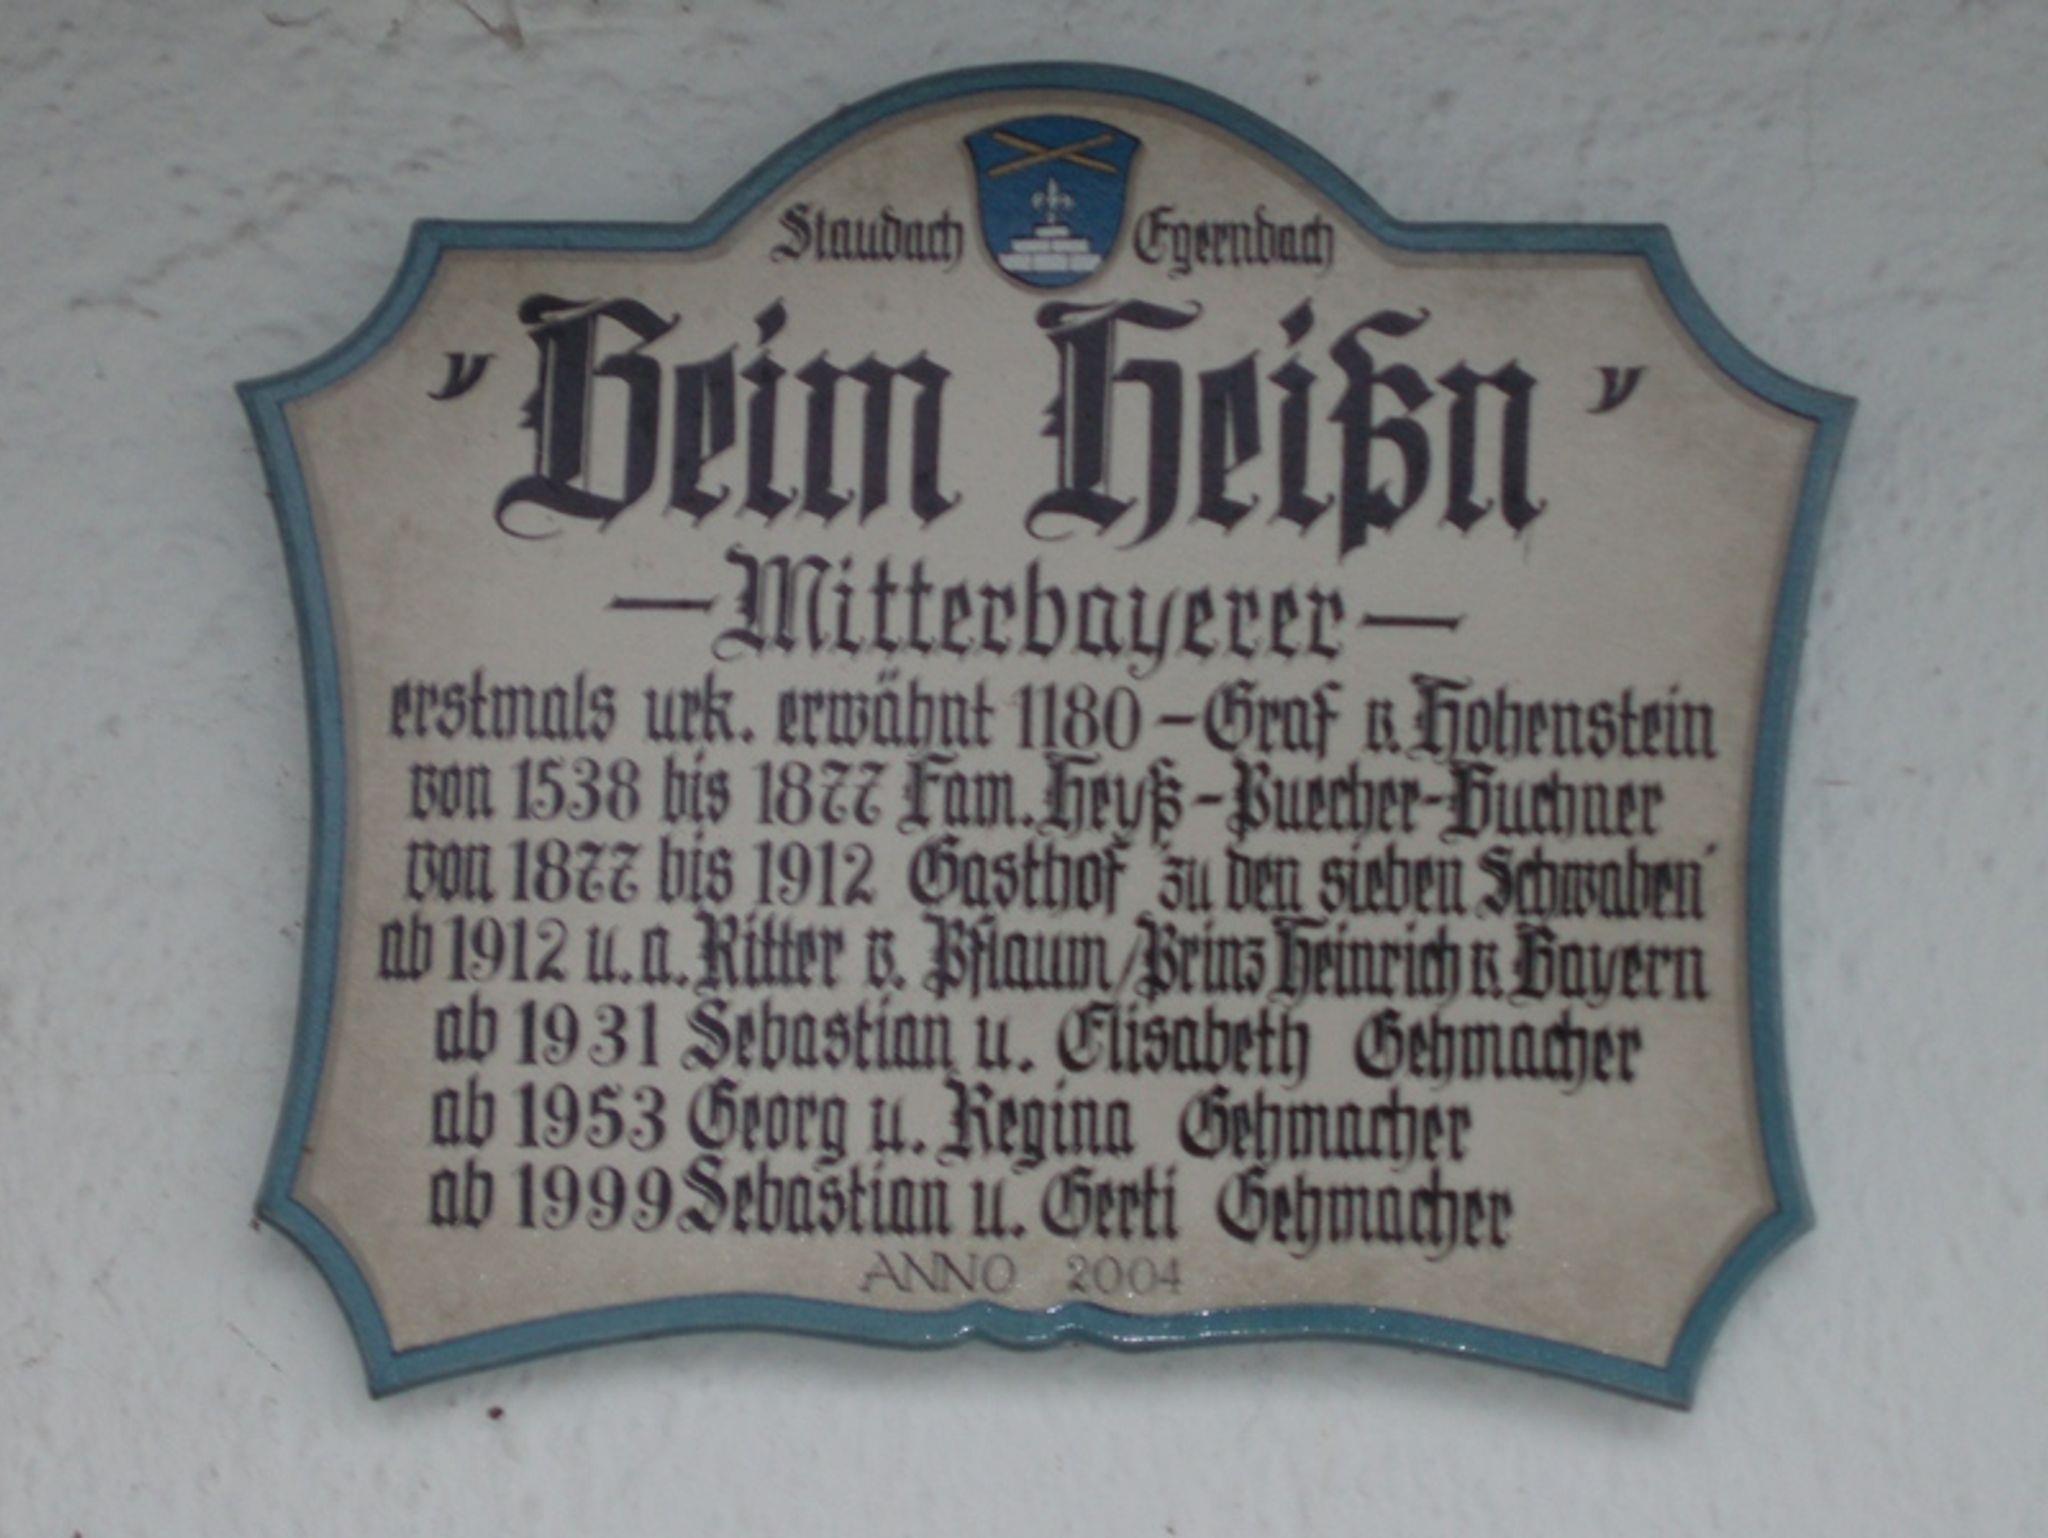 Staudach Egerndach
"Beim Heißn"
—Mitterbayerer—
erstmals urk. erwähnt 1180 – Graf v. Hohenstein
von 1538 bis 1877 Fam. Heyß - Puecher-Buchner
von 1877 bis 1912 Gasthof "zu den sieben Schwaben"
ab 1912 u. a. Ritter v. Pflaum/Prinz Heinrich v. Bayern
ab 1931 Sebastian u. Elisabeth Gehmacher
ab 1953 Georg u. Regina Gehmacher
ab 1999 Sebastian u. Gerti Gehmacher
ANNO 2004